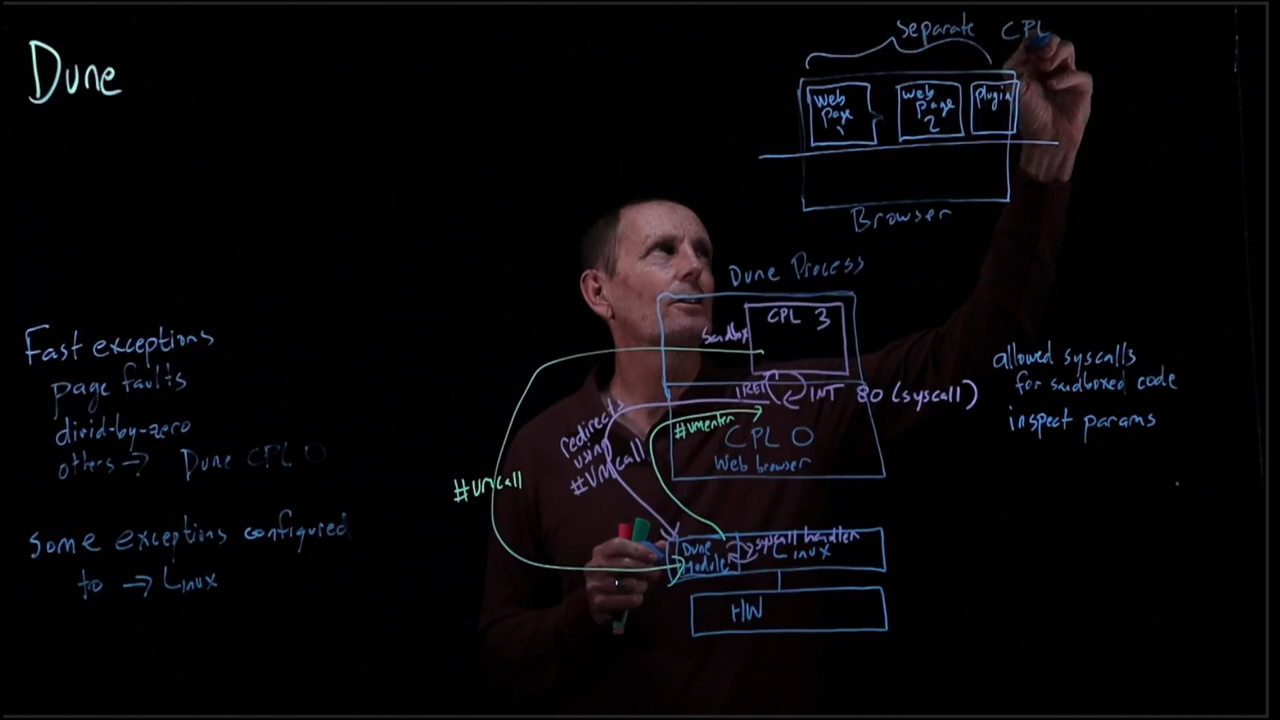 Dune
Separate CPL
Web
Page
1
Web
Page
2
plugin
Browser
Dune Process
Sandbox
CPL 3
IRET
INT 80 (syscall)
redirects
using
#VMcall
#vmenter
CPL 0
Web browser
#VMcall
Dune
Module
syscall handler
Linux
H/W
Fast exceptions
page faults
divid-by-zero
others → Dune CPL 0
Some exceptions configured
to → Linux
allowed syscalls
for sandboxed code
inspect params